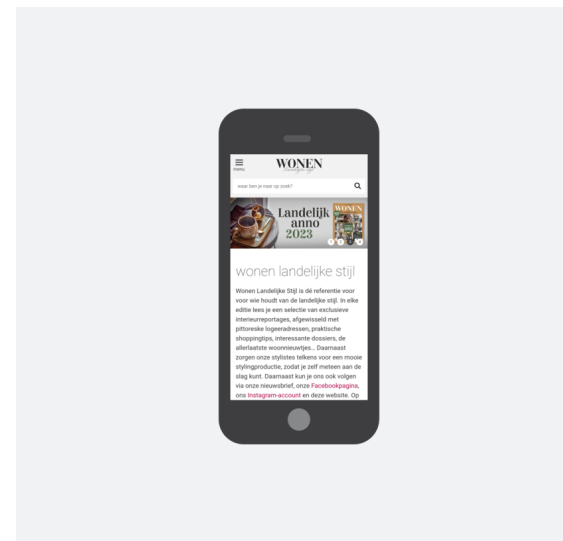 menu
WONEN
landelijke stijl
waar ben je naar op zoek?
Landelijk
anno
2023
WONEN
wonen landelijke stijl
Wonen Landelijke Stijl is dé referentie voor
voor wie houdt van de landelijke stijl. In elke
editie lees je een selectie van exclusieve
interieurreportages, afgewisseld met
pittoreske logeeradressen, praktische
shoppingtips, interessante dossiers, de
allerlaatste woonnieuwtjes... Daarnaast
zorgen onze stylistes telkens voor een mooie
stylingproductie, zodat je zelf meteen aan de
slag kunt. Daarnaast kun je ons ook volgen
via onze nieuwsbrief, onze Facebookpagina,
ons Instagram-account en deze website. Op